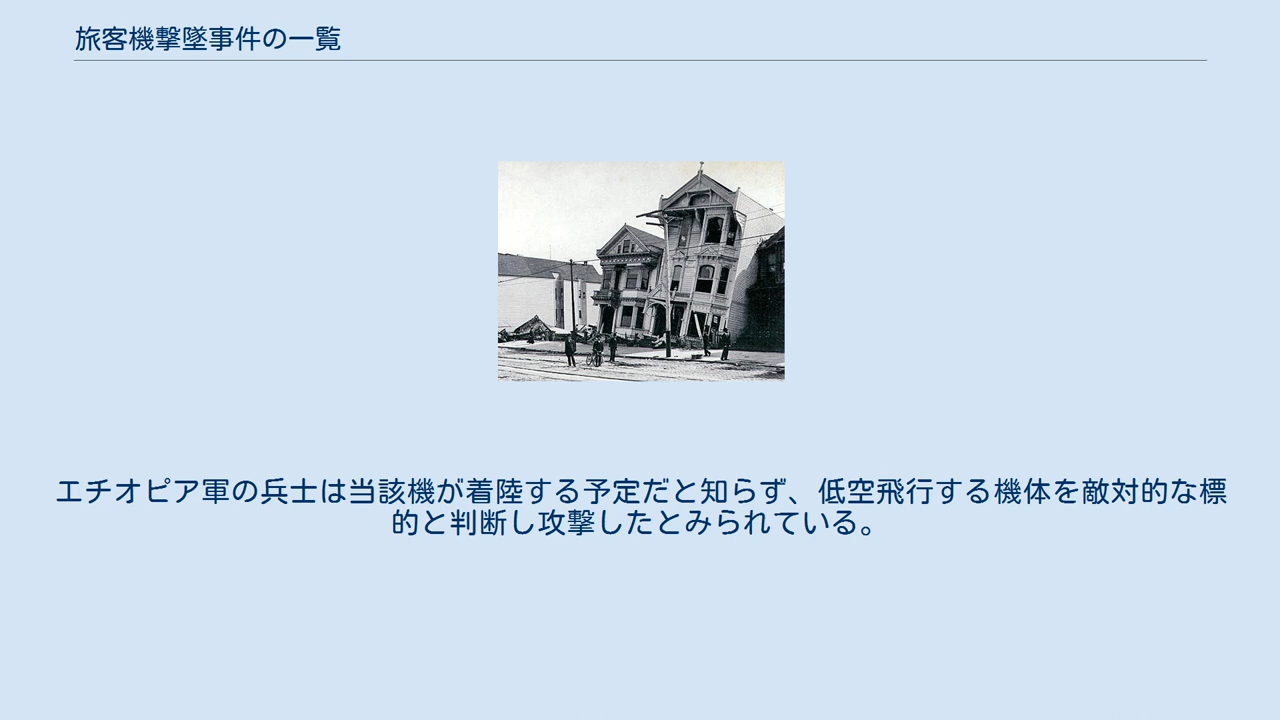 旅客機撃墜事件の一覧
エチオピア軍の兵士は当該機が着陸する予定だと知らず、低空飛行する機体を敵対的な標
的と判断し攻撃したとみられている。